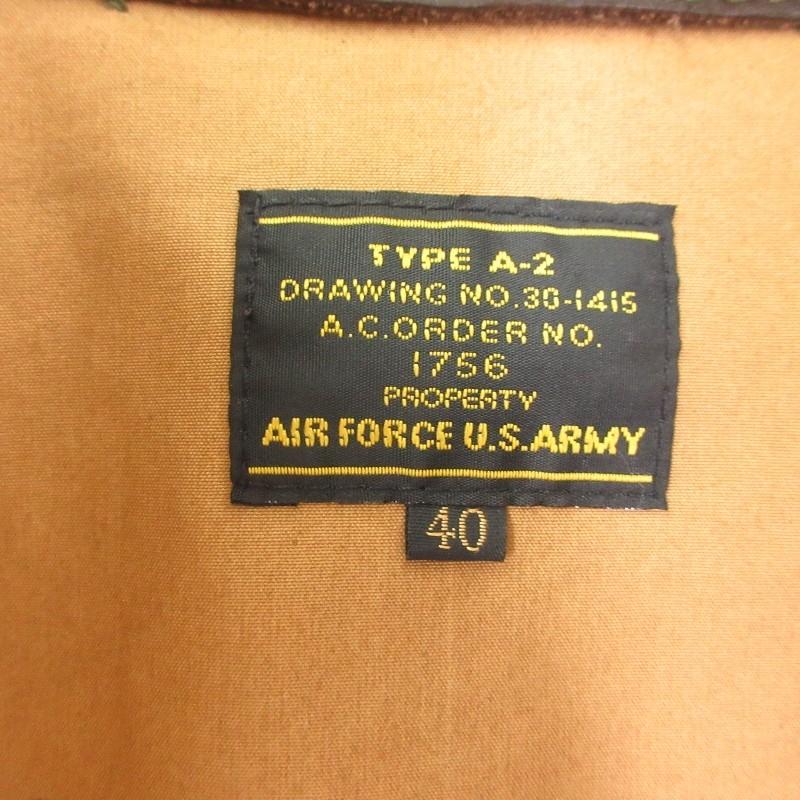 TYPE A-2
DRAWING NO.30-1415
A.C.ORDER NO.
1756
PROPERTY
AIR FORCE U.S.ARMY
40